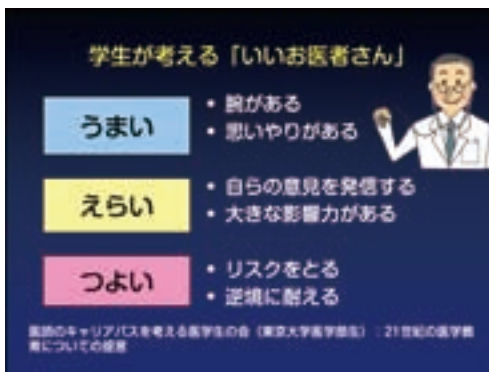 学生が考える「いいお医者さん」
うまい
• 腕がある
• 思いやりがある
えらい
• 自らの意見を発信する
• 大きな影響力がある
つよい
• リスクをとる
• 逆境に耐える
医師のキャリアパスを考える医学生の会（東京大学医学部生）：21世紀の医学教
育についての提言